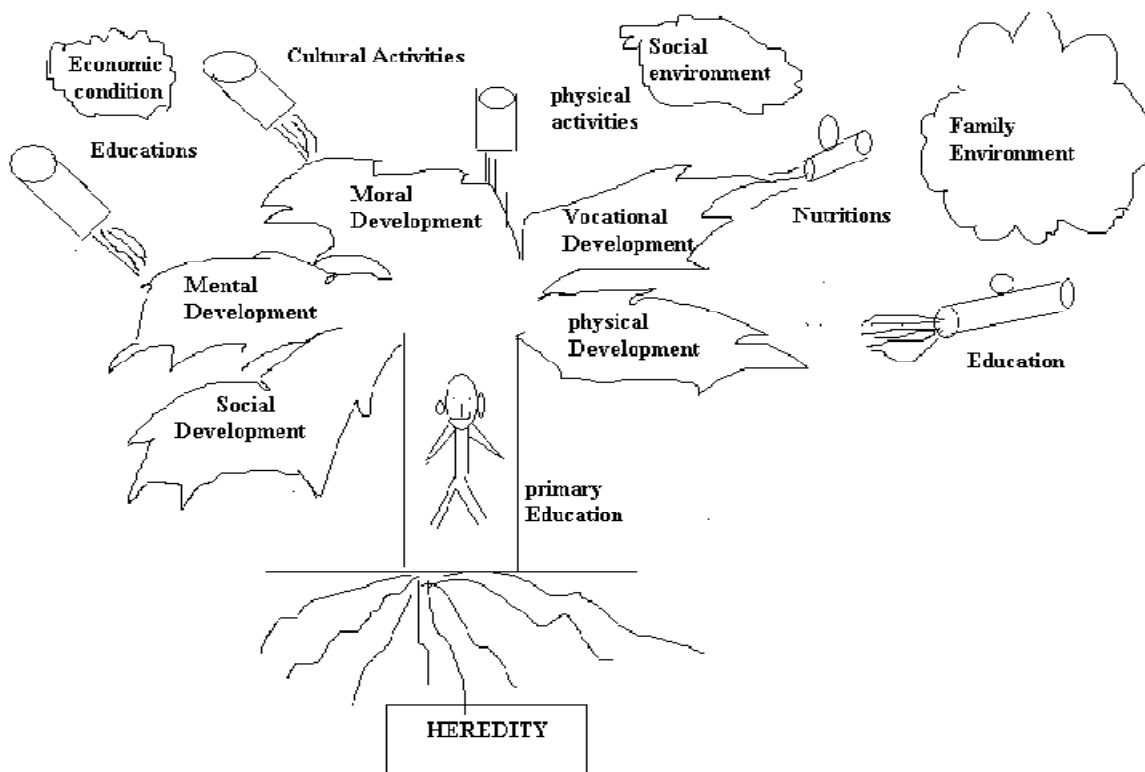 Economic
condition
Cultural Activities
Social
environment
physical
activities
Family
Environment
Educations
Moral
Development
Vocational
Development
Nutritions
Mental
Development
physical
Development
Education
Social
Development
primary
Education
HEREDITY